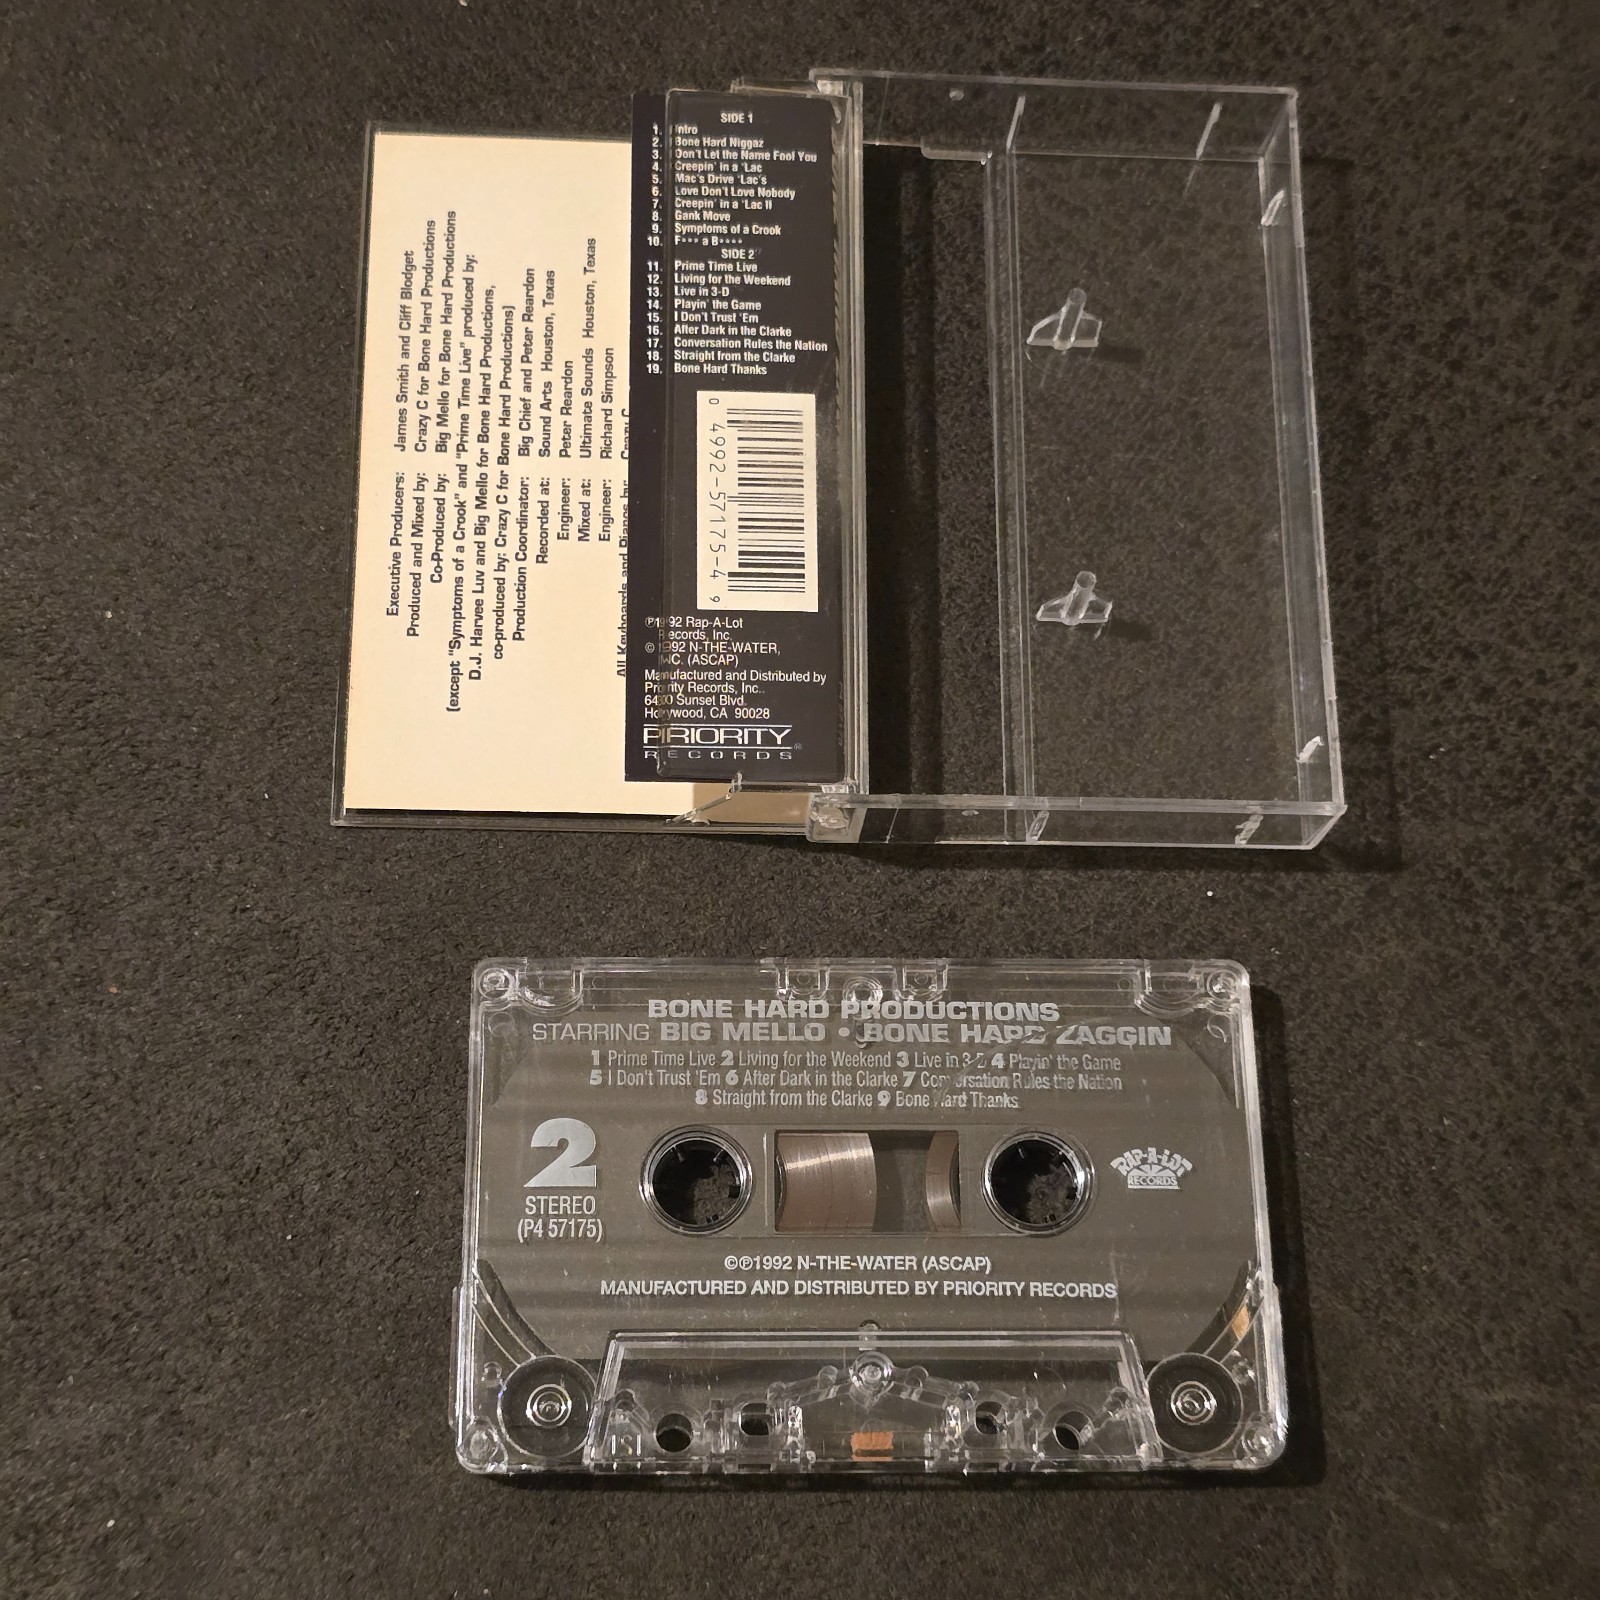 Executive Producers: James Smith and Cliff Blodget
Produced and Mixed by: Crazy C for Bone Hard Productions
Co-Produced by: Big Mello for Bone Hard Productions
(except "Symptoms of a Crook" and "Prime Time Live" produced by:
D.J. Harvee Luv and Big Mello for Bone Hard Productions,
co-produced by: Crazy C for Bone Hard Productions)
Production Coordinator: Big Chief and Peter Reardon
Recorded at: Sound Arts Houston, Texas
Engineer: Peter Reardon
Mixed at: Ultimate Sounds Houston, Texas
Engineer: Richard Simpson
All Keyboards and Pianos by: Crazy C
SIDE 1
1. Intro
2. Bone Hard Niggaz
3. Don't Let the Name Fool You
4. Creepin' in a 'Lac
5. Mac's Drive 'Lac's
6. Love Don't Love Nobody
7. Creepin' in a 'Lac II
8. Gank Move
9. Symptoms of a Crook
10. F*** a B****
SIDE 2
11. Prime Time Live
12. Living for the Weekend
13. Live in 3-D
14. Playin' the Game
15. I Don't Trust 'Em
16. After Dark in the Clarke
17. Conversation Rules the Nation
18. Straight from the Clarke
19. Bone Hard Thanks
0 4992-57175-4 9
℗1992 Rap-A-Lot
Records, Inc.
© 1992 N-THE-WATER,
INC. (ASCAP)
Manufactured and Distributed by
Priority Records, Inc.
6430 Sunset Blvd.
Hollywood, CA 90028
PRIORITY®
RECORDS
BONE HARD PRODUCTIONS
STARRING BIG MELLO • BONE HARD ZAGGIN
1 Prime Time Live 2 Living for the Weekend 3 Live in 3-D 4 Playin' the Game
5 I Don't Trust 'Em 6 After Dark in the Clarke 7 Conversation Rules the Nation
8 Straight from the Clarke 9 Bone Hard Thanks
2
STEREO
(P4 57175)
RAP-A-LOT
RECORDS
©℗1992 N-THE-WATER (ASCAP)
MANUFACTURED AND DISTRIBUTED BY PRIORITY RECORDS